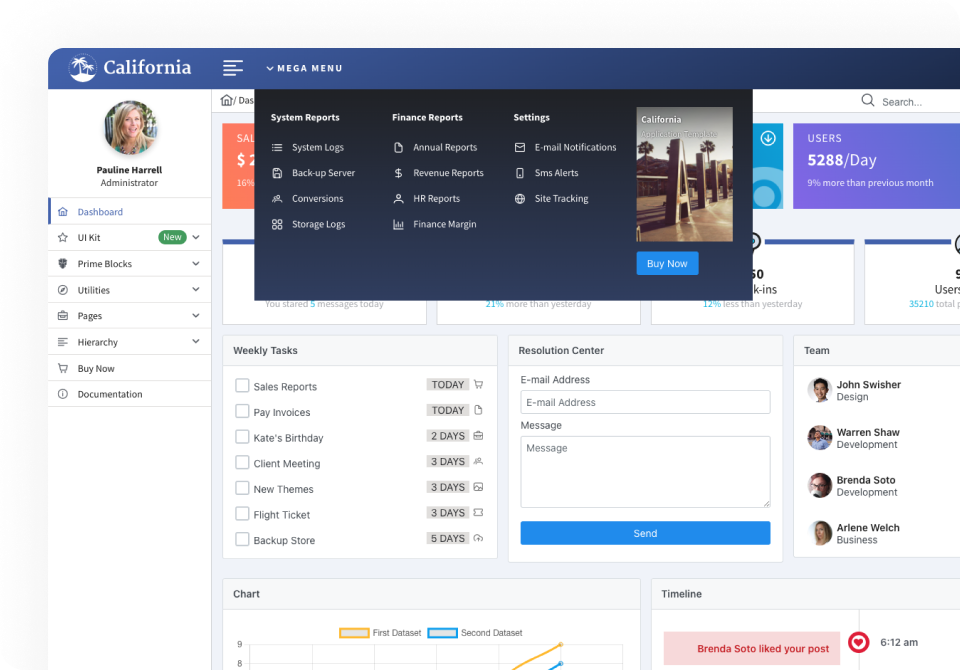 California
MEGA MENU
/ Das
Search...
Pauline Harrell
Administrator
Dashboard
UI Kit
New
Prime Blocks
Utilities
Pages
Hierarchy
Buy Now
Documentation
System Reports
System Logs
Back-up Server
Conversions
Storage Logs
Finance Reports
Annual Reports
Revenue Reports
HR Reports
Finance Margin
Settings
E-mail Notifications
Sms Alerts
Site Tracking
California
Application Template
Buy Now
SAL
$ 2
16%
USERS
5288/Day
9% more than previous month
You stared 5 messages today
21% more than yesterday
k-ins
12% less than yesterday
Users
35210 total p
Weekly Tasks
Sales Reports TODAY
Pay Invoices TODAY
Kate's Birthday 2 DAYS
Client Meeting 3 DAYS
New Themes 3 DAYS
Flight Ticket 3 DAYS
Backup Store 5 DAYS
Resolution Center
E-mail Address
E-mail Address
Message
Message
Send
Team
John Swisher
Design
Warren Shaw
Development
Brenda Soto
Development
Arlene Welch
Business
Chart
First Dataset Second Dataset
9
8
Timeline
Brenda Soto liked your post
6:12 am